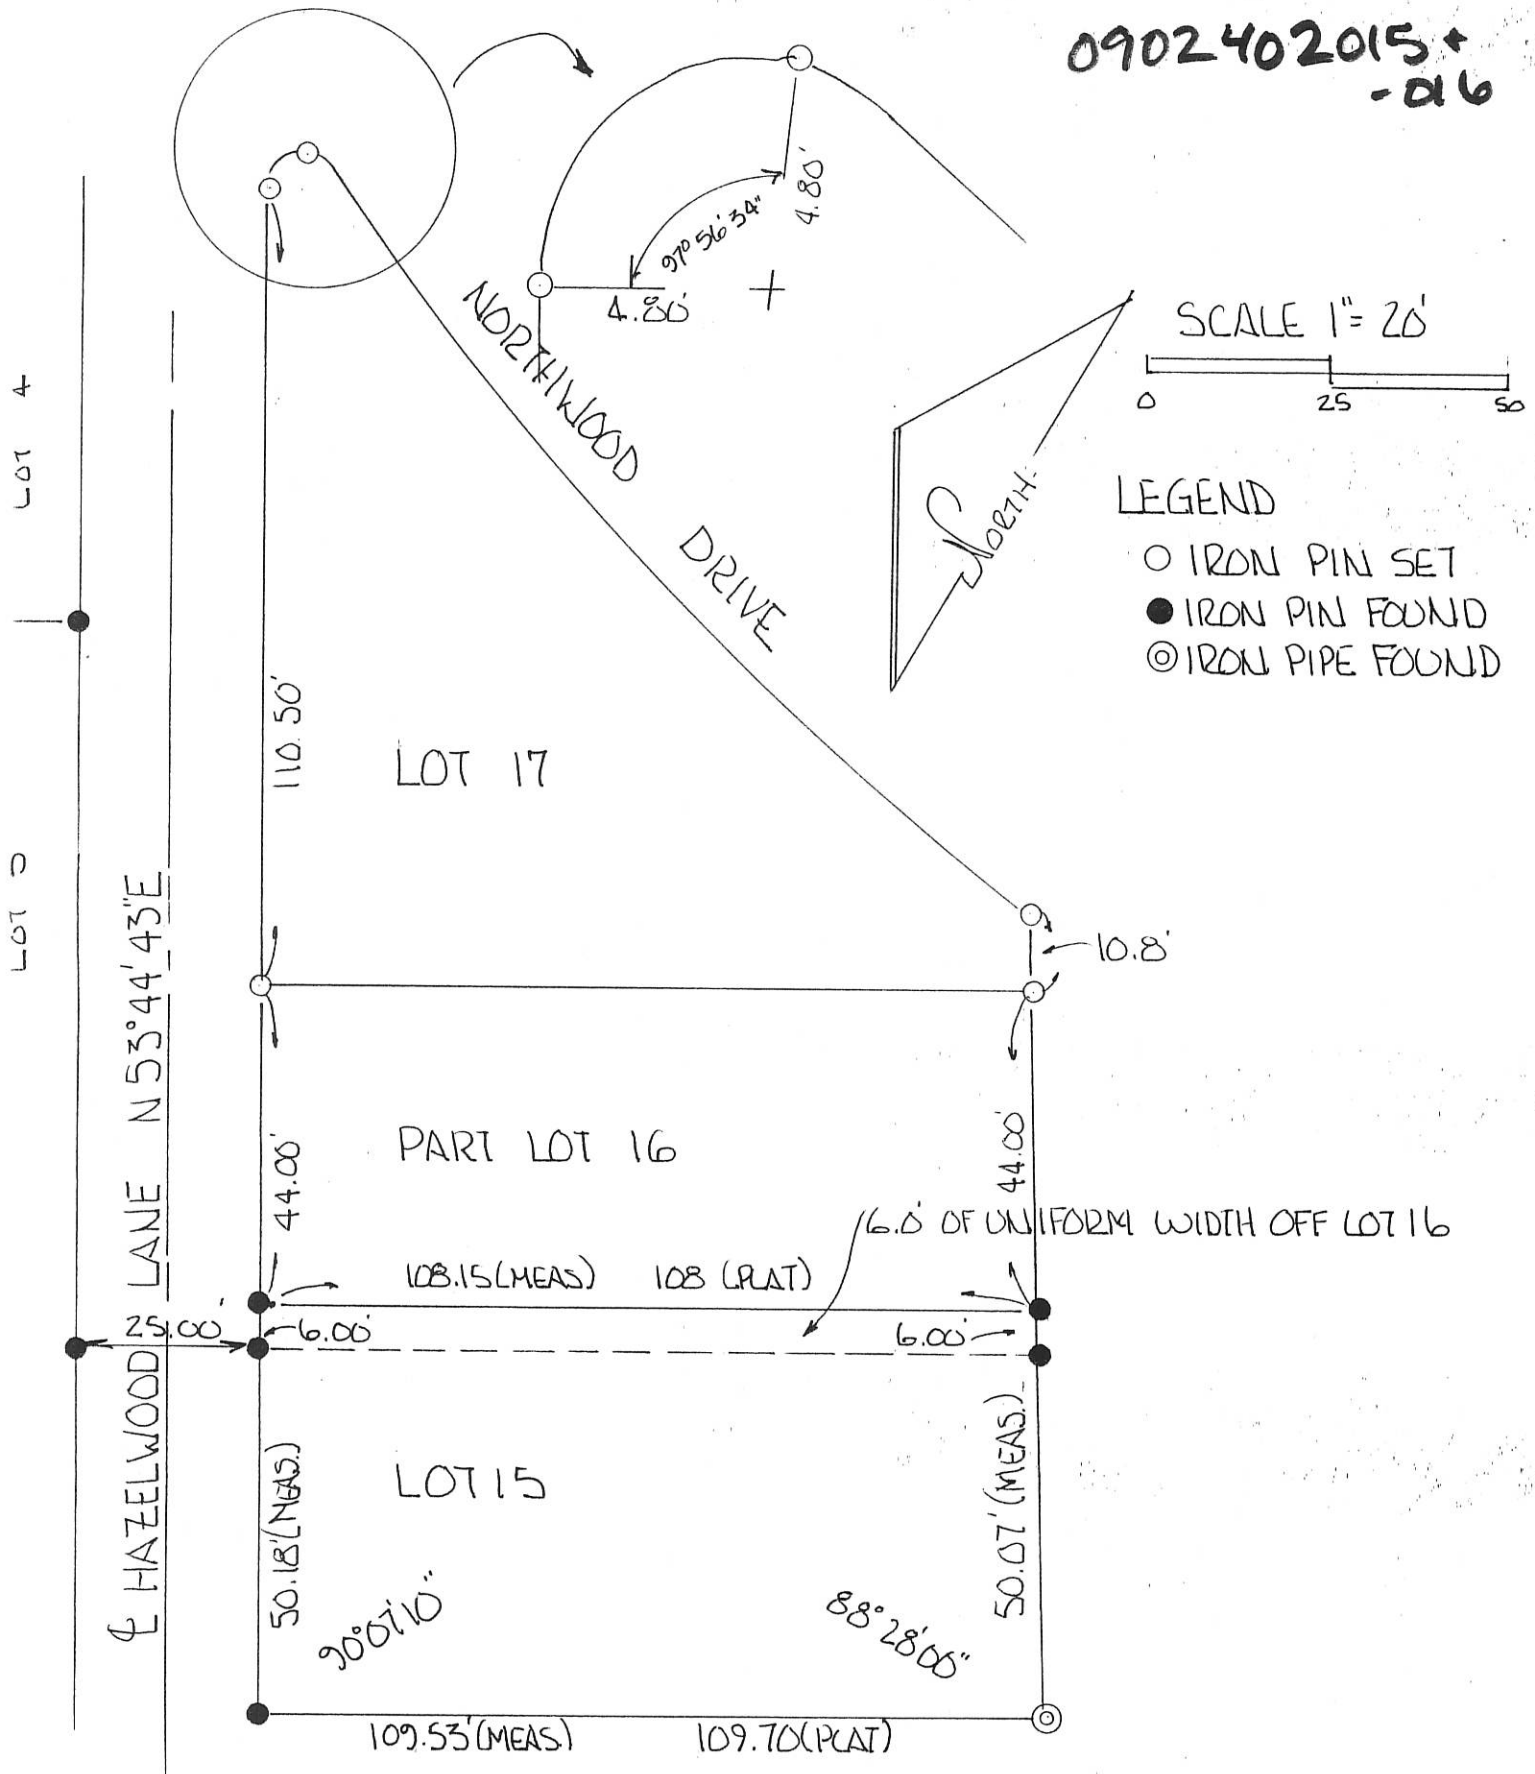 0902402015 +
- 016
4.80'
97° 56' 34"
4.80'
NORTHWOOD DRIVE
SCALE 1" = 20'
0 25 50
NORTH
LEGEND
○ IRON PIN SET
● IRON PIN FOUND
◎ IRON PIPE FOUND
LOT 4
110.50'
LOT 17
LOT
10.8'
℄ HAZELWOOD LANE N 53° 44' 43" E
44.00'
PART LOT 16
44.00'
6.0' OF UNIFORM WIDTH OFF LOT 16
108.15 (MEAS) 108 (PLAT)
25.00'
6.00'
6.00'
50.18' (MEAS.)
LOT 15
50.07' (MEAS.)
90° 07' 10"
88° 28' 00"
109.53' (MEAS.) 109.70 (PLAT)